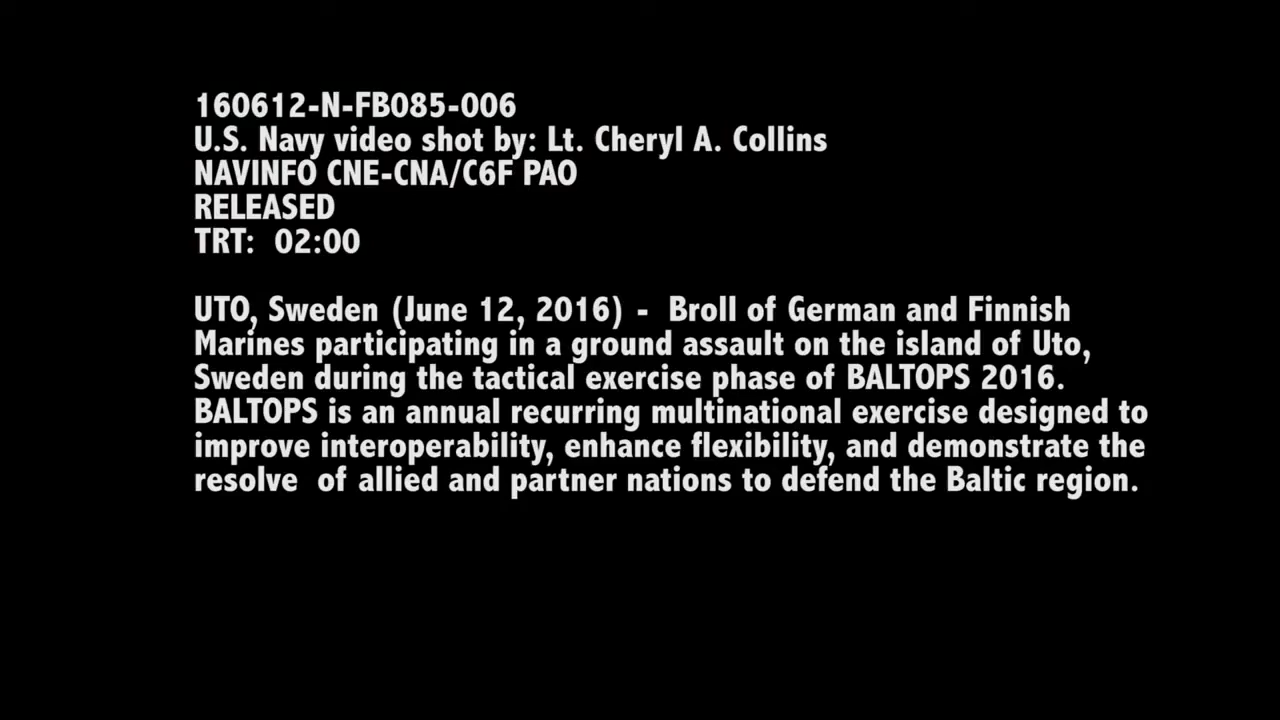 160612-N-FB085-006
U.S. Navy video shot by: Lt. Cheryl A. Collins
NAVINFO CNE-CNA/C6F PAO
RELEASED
TRT:  02:00
UTO, Sweden (June 12, 2016) -  Broll of German and Finnish
Marines participating in a ground assault on the island of Uto,
Sweden during the tactical exercise phase of BALTOPS 2016.
BALTOPS is an annual recurring multinational exercise designed to
improve interoperability, enhance flexibility, and demonstrate the
resolve  of allied and partner nations to defend the Baltic region.